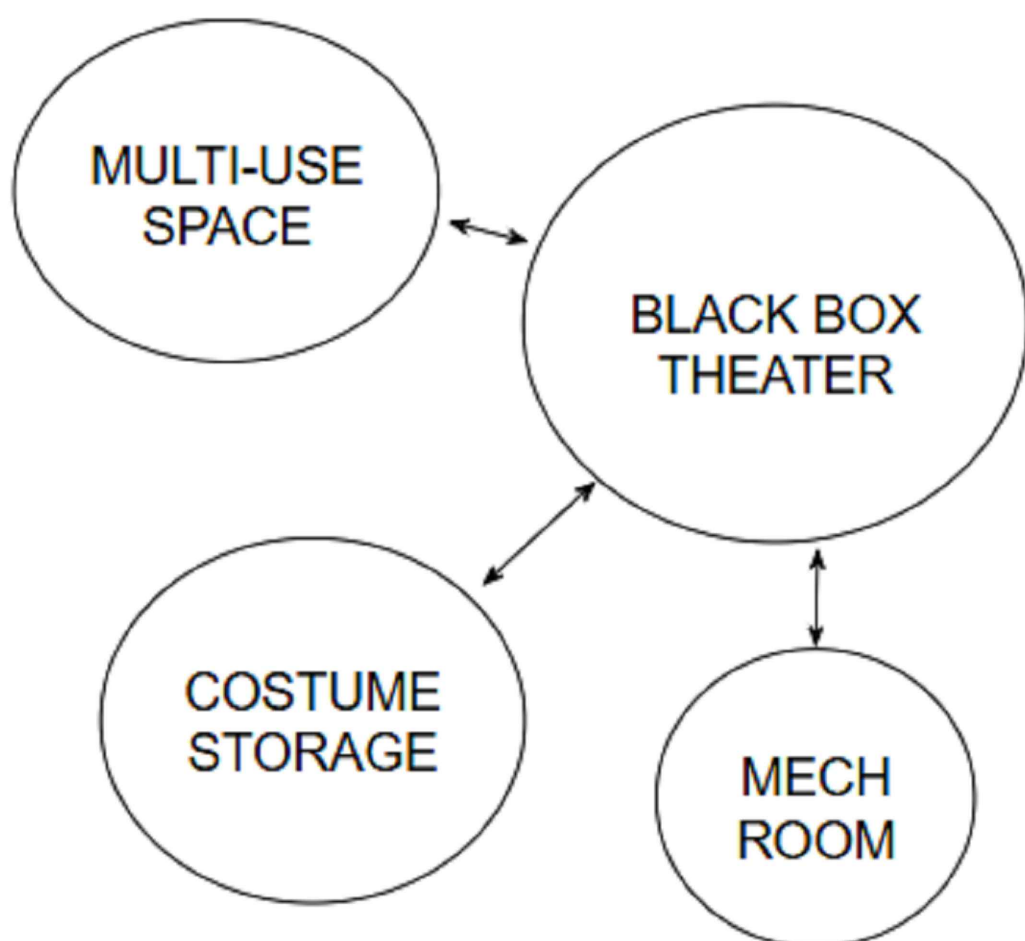 MULTI-USE
SPACE
BLACK BOX
THEATER
COSTUME
STORAGE
MECH
ROOM